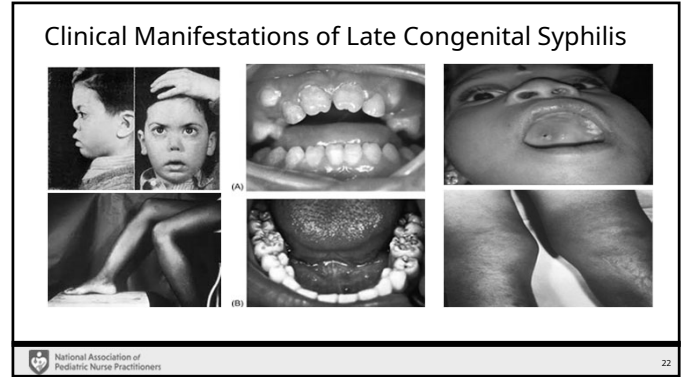 Clinical Manifestations of Late Congenital Syphilis
(A)
(B)
National Association of
Pediatric Nurse Practitioners
22